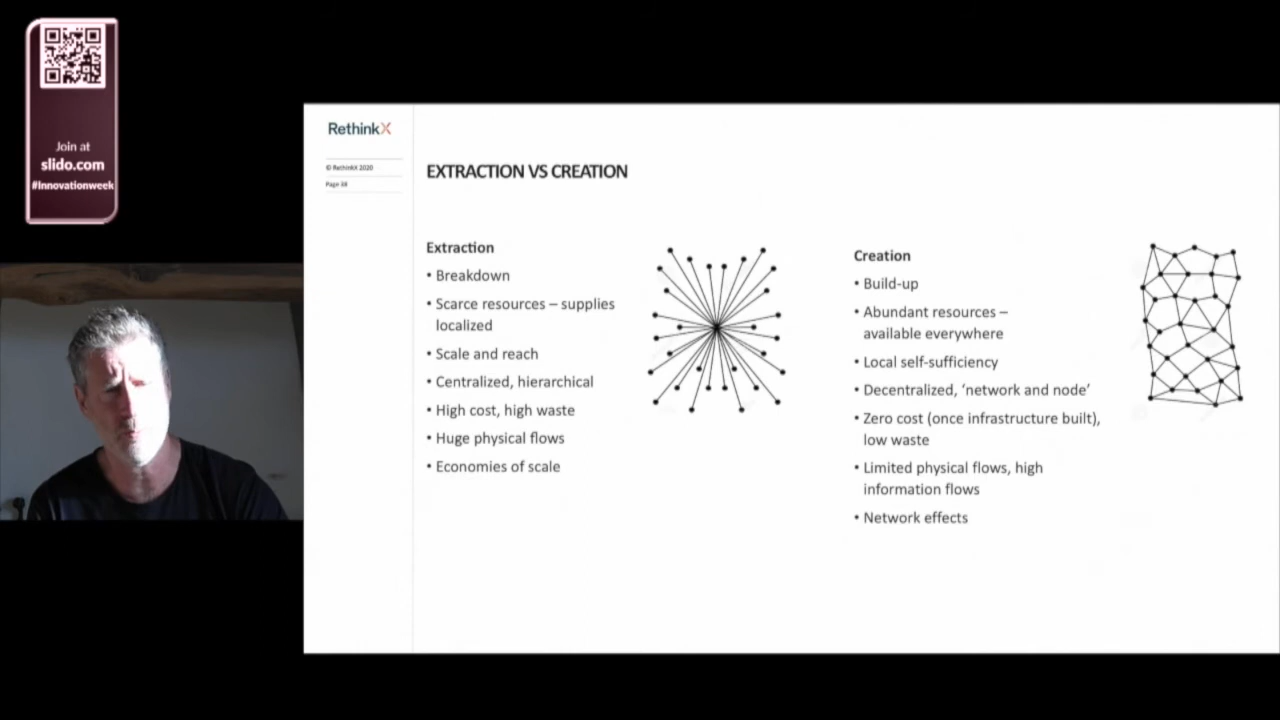 Join at
slido.com
#Innovationweek
RethinkX
© RethinkX 2020
Page 38
EXTRACTION VS CREATION
Extraction
• Breakdown
• Scarce resources – supplies
localized
• Scale and reach
• Centralized, hierarchical
• High cost, high waste
• Huge physical flows
• Economies of scale
Creation
• Build-up
• Abundant resources –
available everywhere
• Local self-sufficiency
• Decentralized, ‘network and node’
• Zero cost (once infrastructure built),
low waste
• Limited physical flows, high
information flows
• Network effects